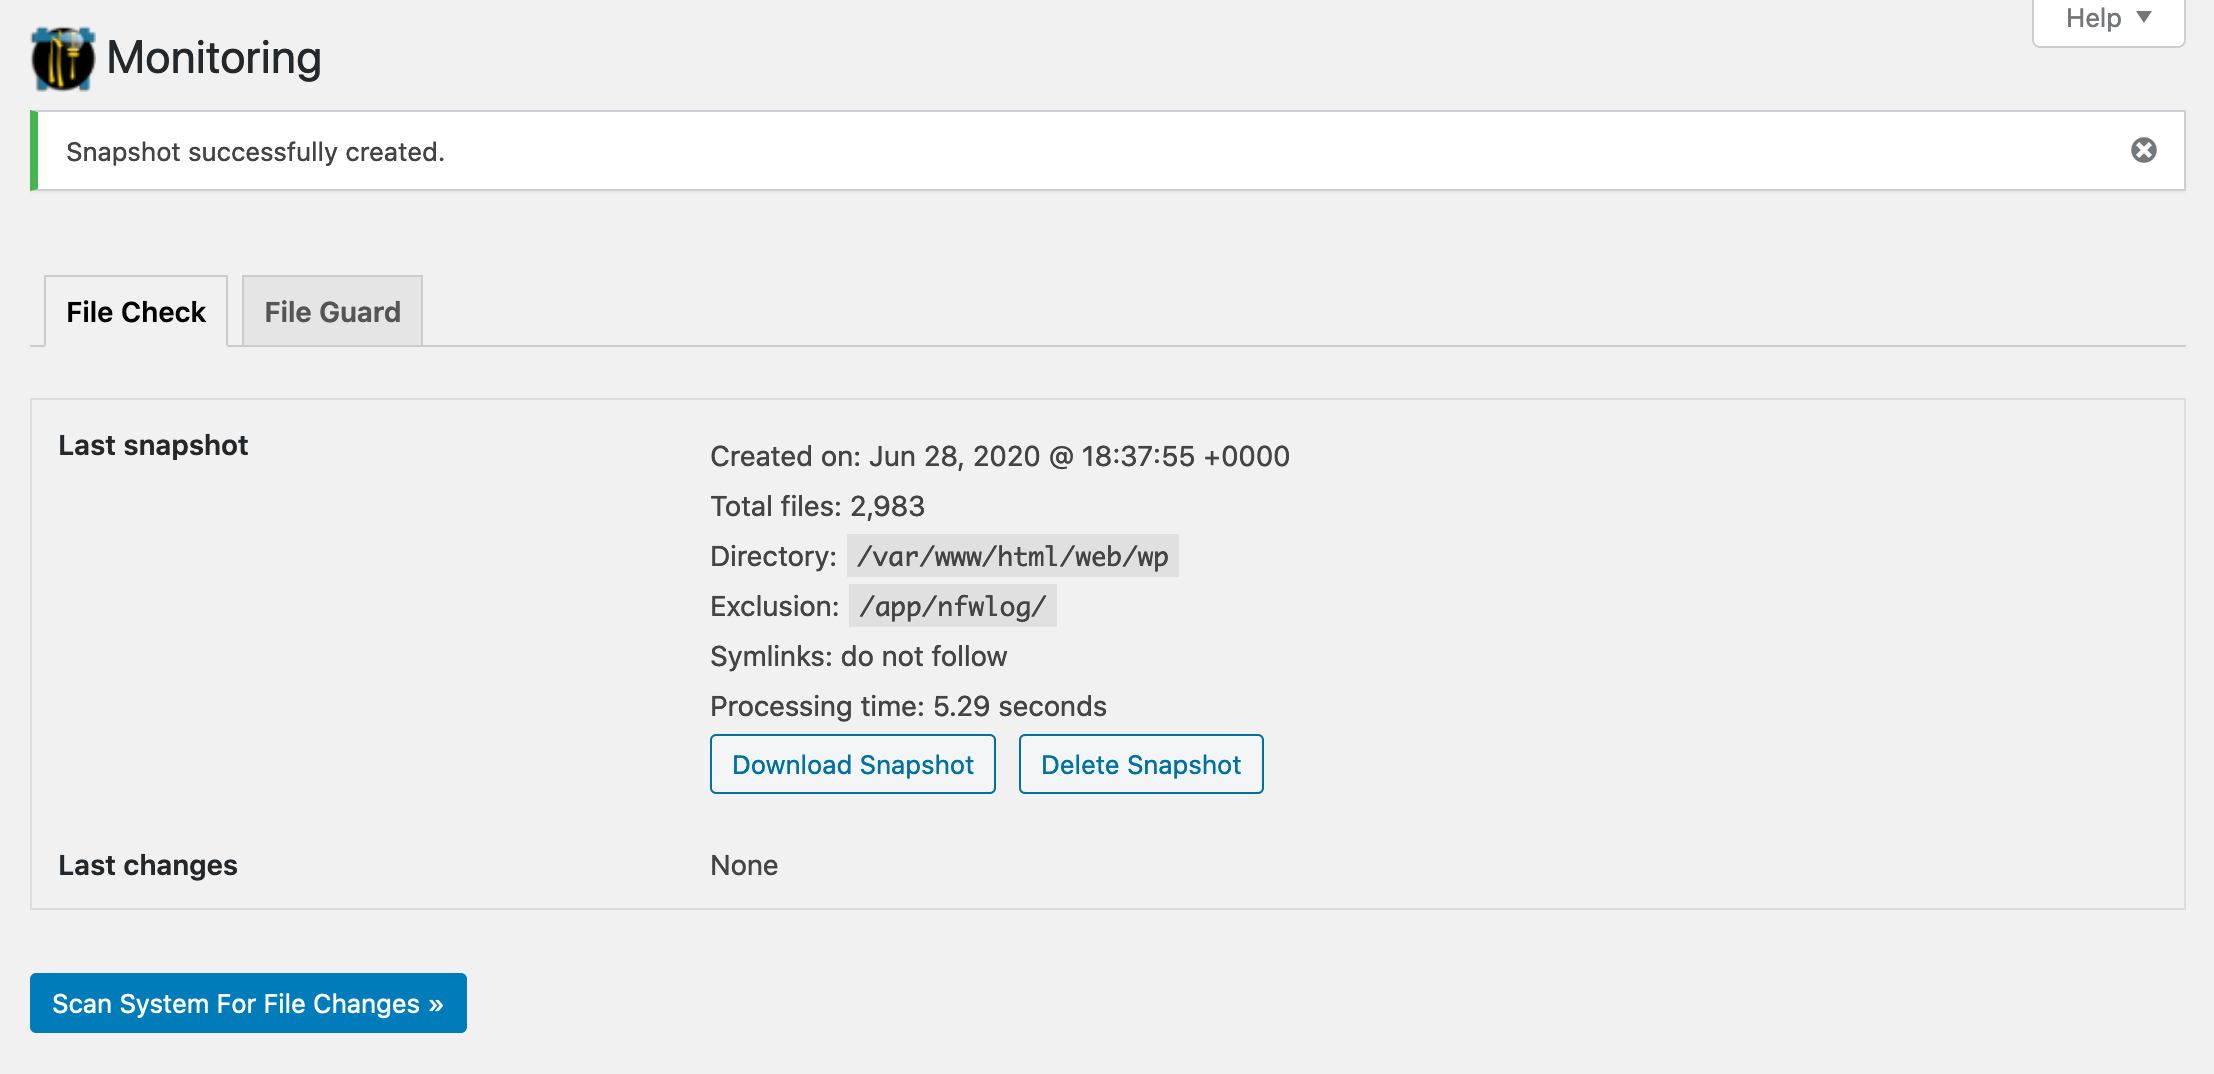 Help ▼
Monitoring
Snapshot successfully created.
File Check
File Guard
Last snapshot
Created on: Jun 28, 2020 @ 18:37:55 +0000
Total files: 2,983
Directory: /var/www/html/web/wp
Exclusion: /app/nfwlog/
Symlinks: do not follow
Processing time: 5.29 seconds
Download Snapshot
Delete Snapshot
Last changes
None
Scan System For File Changes »